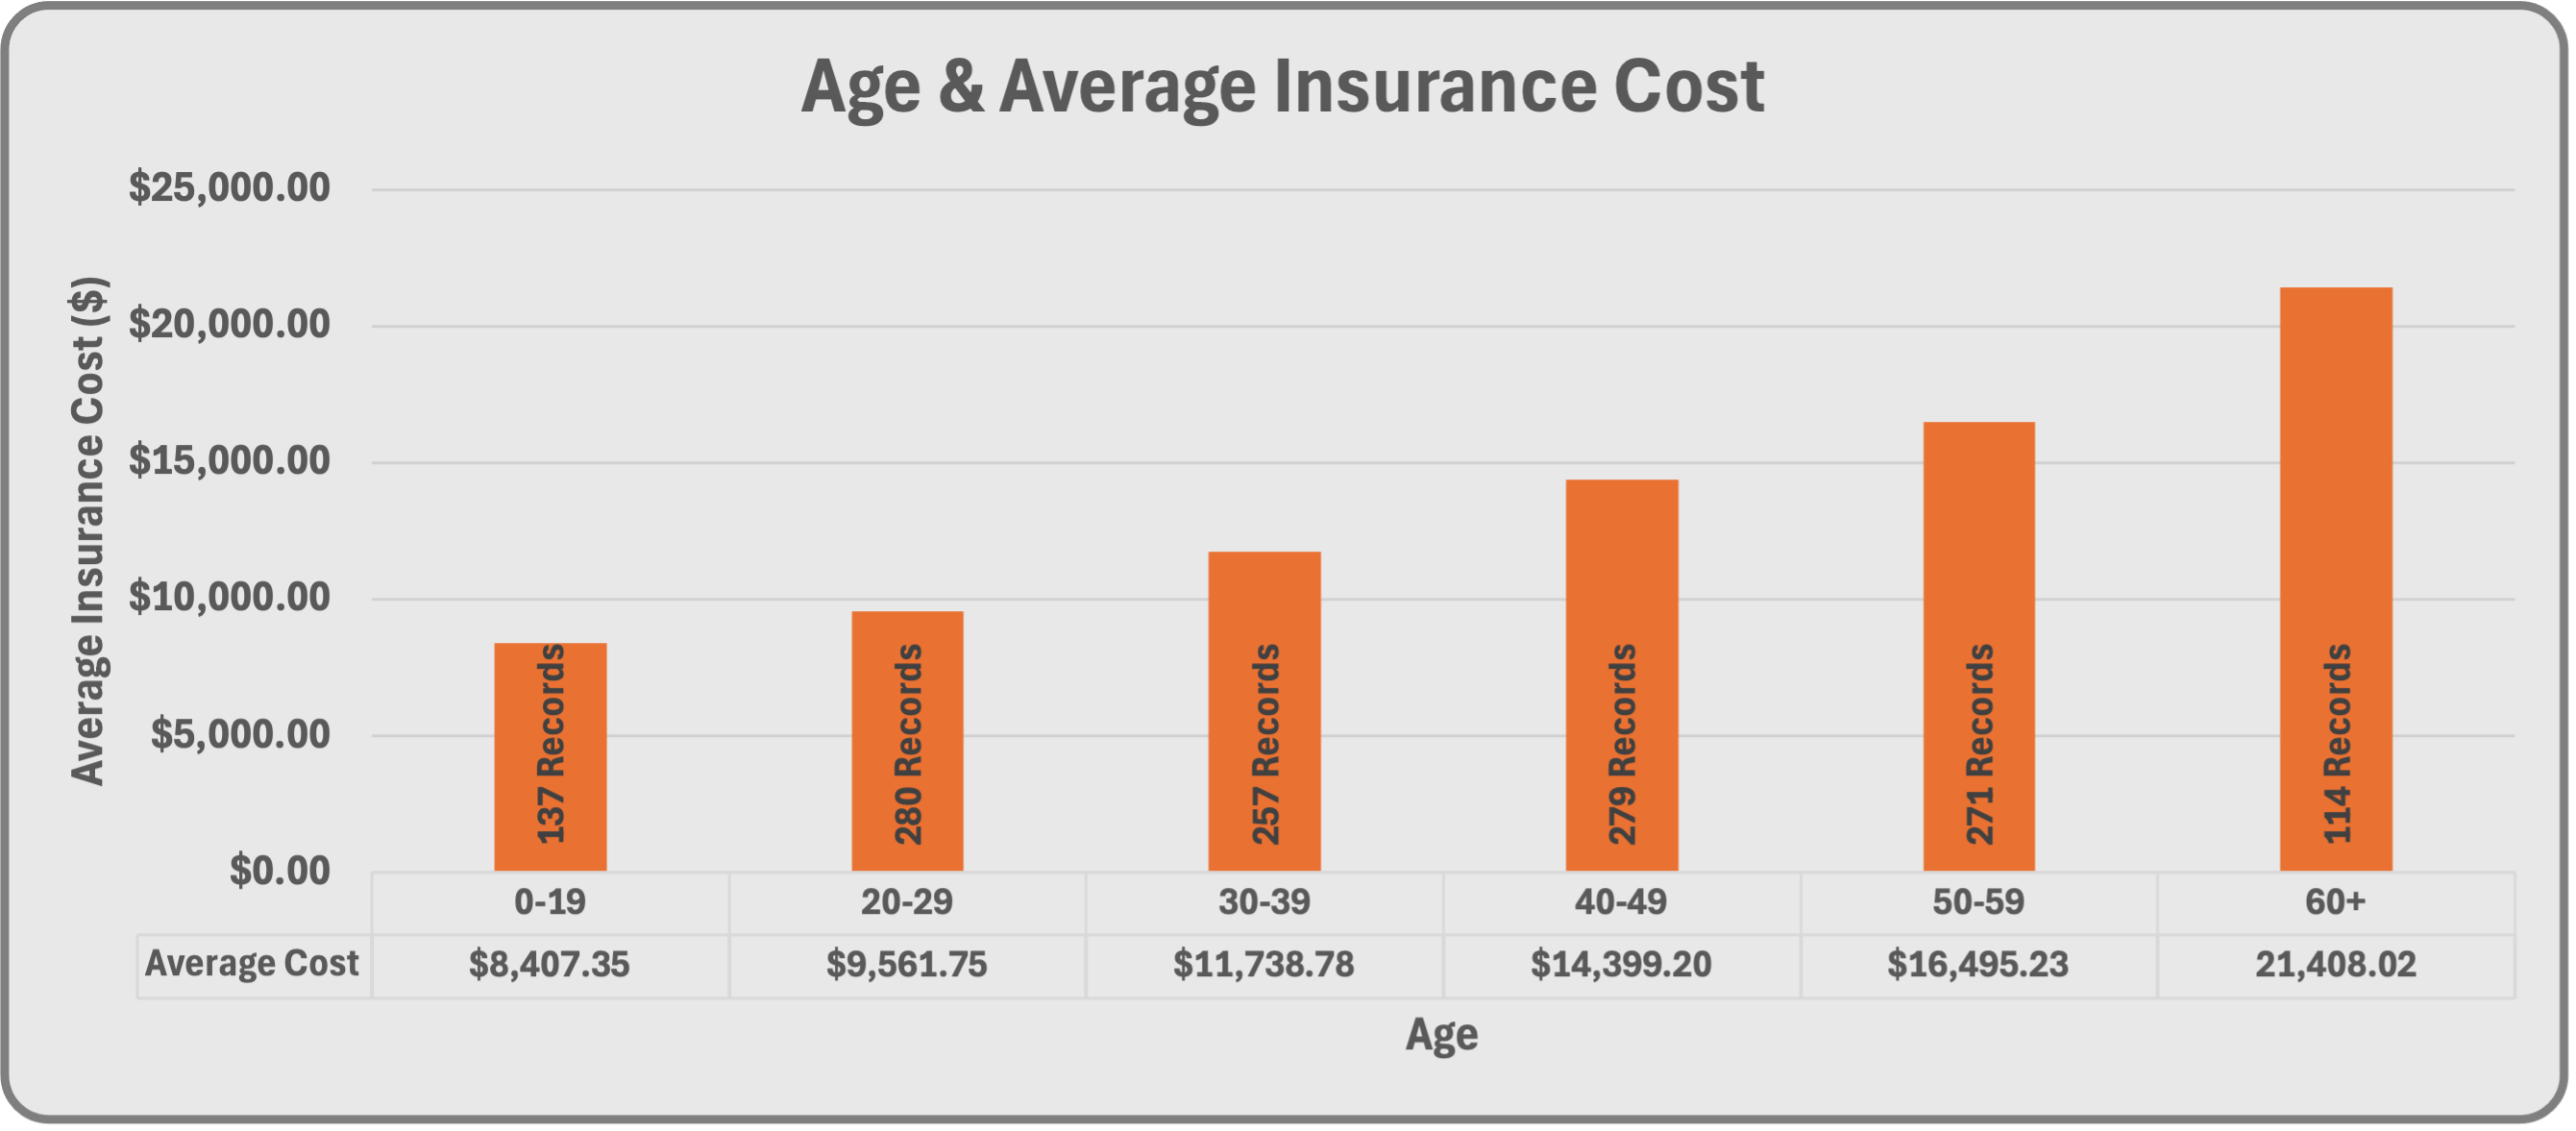 Age & Average Insurance Cost
Average Insurance Cost ($)
$25,000.00
$20,000.00
$15,000.00
$10,000.00
$5,000.00
$0.00
137 Records
280 Records
257 Records
279 Records
271 Records
114 Records
0-19 20-29 30-39 40-49 50-59 60+
Average Cost $8,407.35 $9,561.75 $11,738.78 $14,399.20 $16,495.23 21,408.02
Age